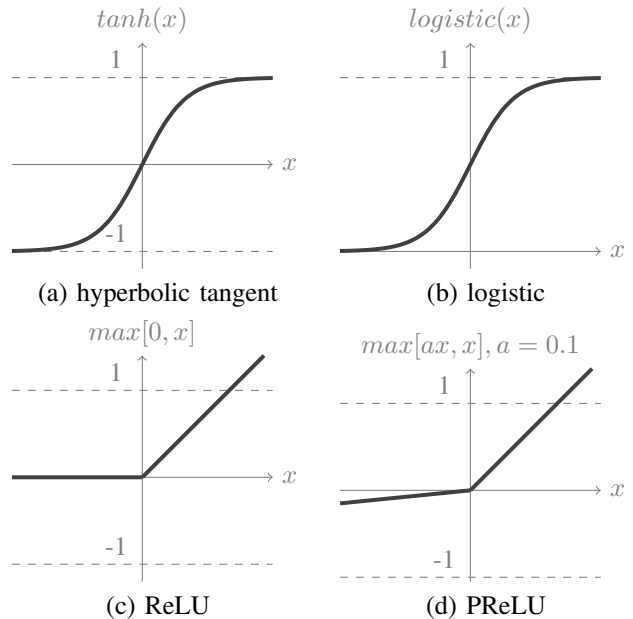 tanh(x)
1
x
-1
(a) hyperbolic tangent
logistic(x)
1
x
(b) logistic
max[0, x]
1
x
-1
(c) ReLU
max[ax, x], a = 0.1
1
x
-1
(d) PReLU